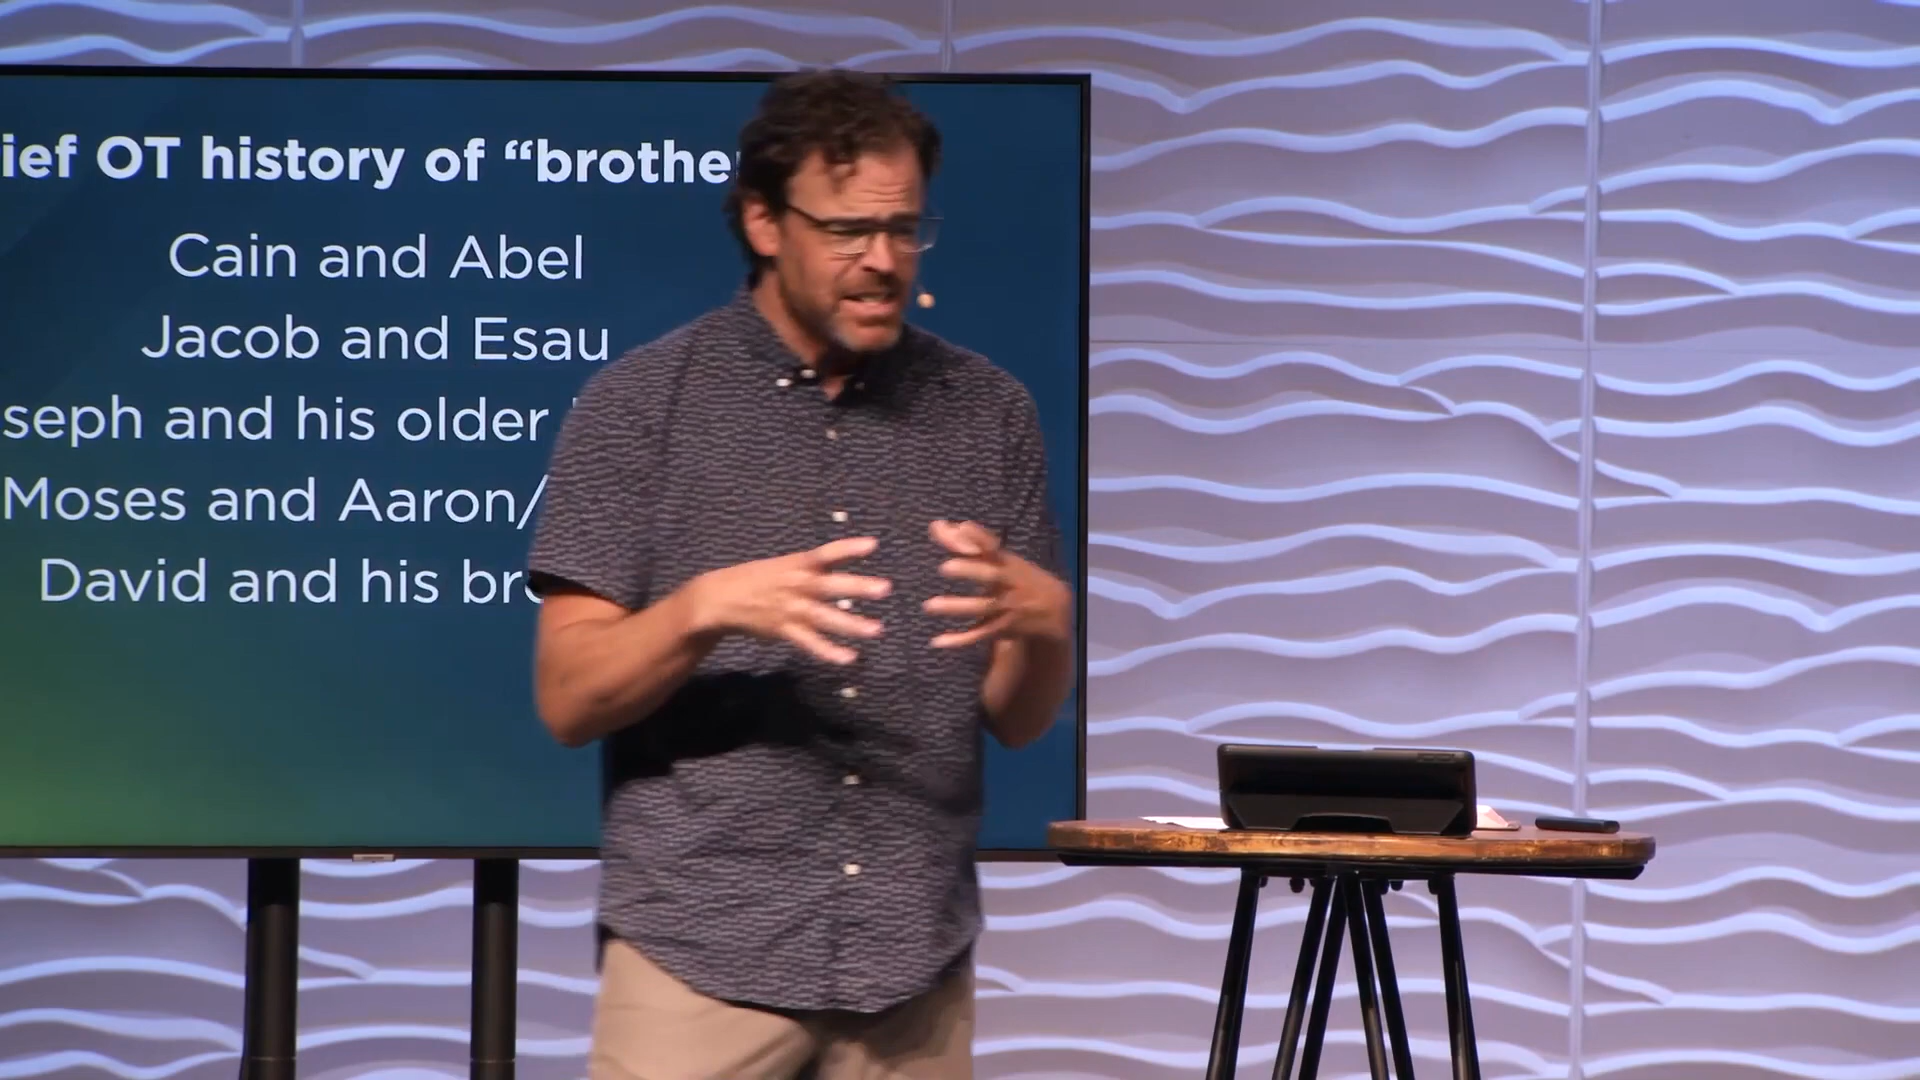 ief OT history of “brothe
Cain and Abel
Jacob and Esau
seph and his older
Moses and Aaron/
David and his bro